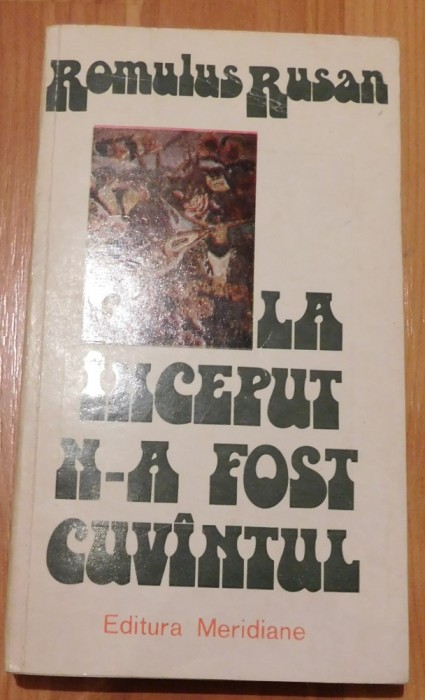 Romulus Rusan
LA
ÎNCEPUT
N-A FOST
CUVÎNTUL
Editura Meridiane